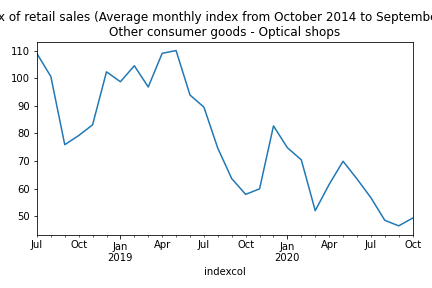 x of retail sales (Average monthly index from October 2014 to Septembe
Other consumer goods - Optical shops
110
100
90
80
70
60
50
Jul Oct Jan Apr Jul Oct Jan Apr Jul Oct
2019 2020
indexcol